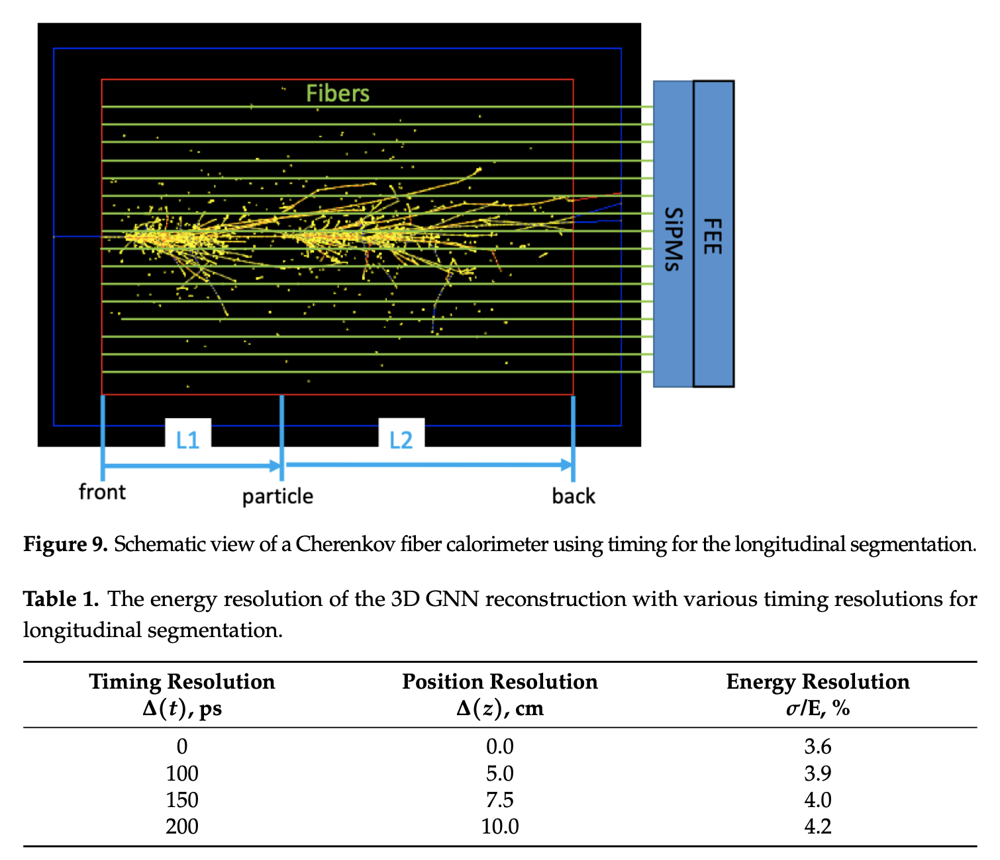 Fibers
SiPMs
FEE
L1
L2
front
particle
back
Figure 9. Schematic view of a Cherenkov fiber calorimeter using timing for the longitudinal segmentation.
Table 1. The energy resolution of the 3D GNN reconstruction with various timing resolutions for
longitudinal segmentation.
Timing Resolution Position Resolution Energy Resolution
Δ(t), ps Δ(z), cm σ/E, %
0 0.0 3.6
100 5.0 3.9
150 7.5 4.0
200 10.0 4.2